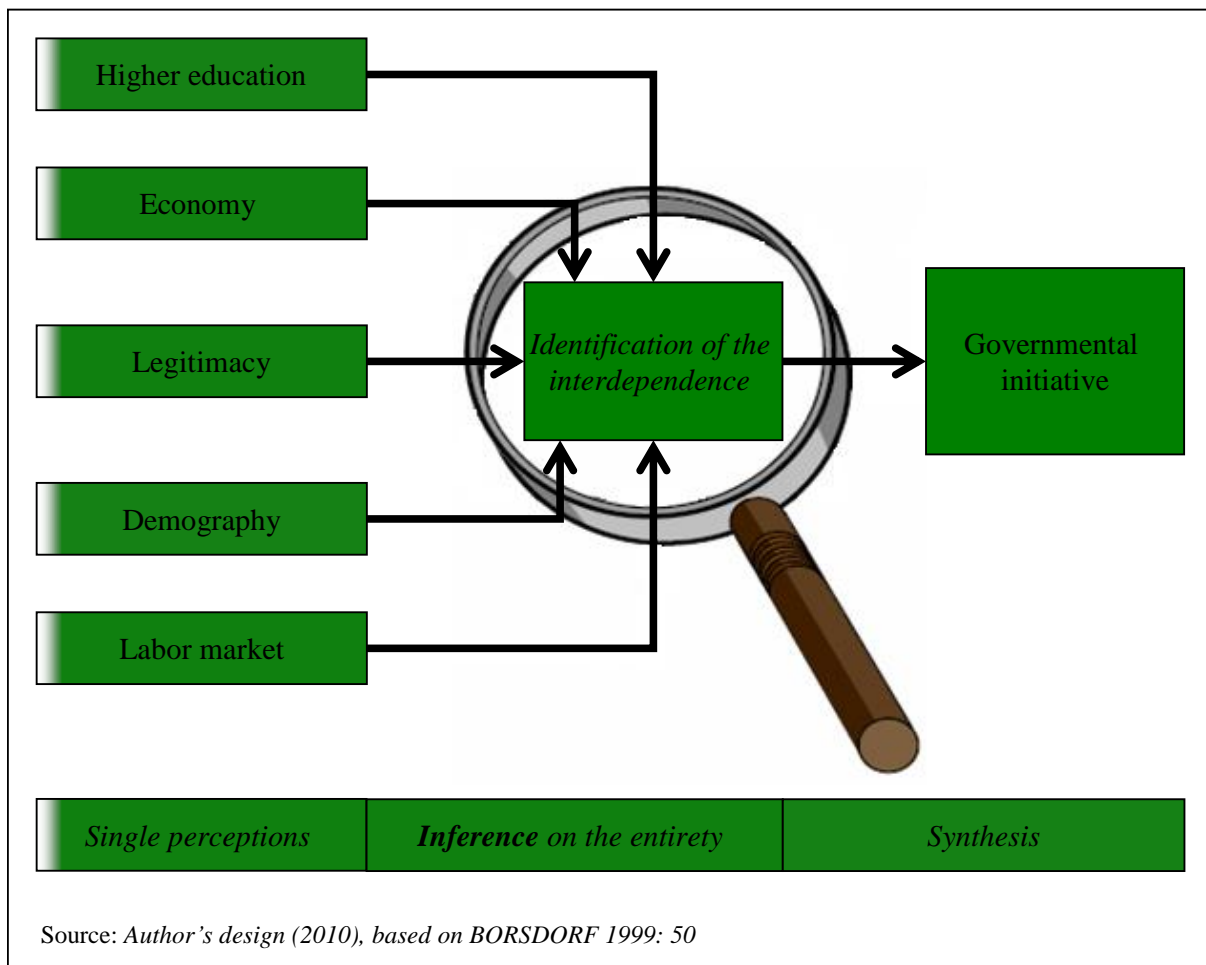 Higher education
Economy
Legitimacy
Demography
Labor market
Identification of the
interdependence
Governmental
initiative
Single perceptions
Inference on the entirety
Synthesis
Source: Author’s design (2010), based on BORSDORF 1999: 50